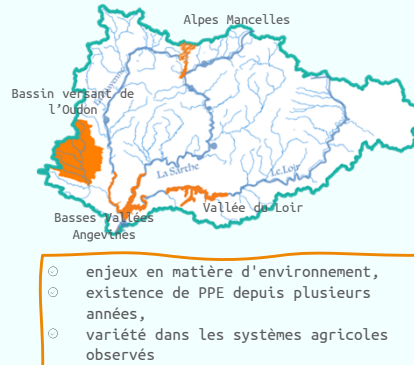 Alpes Mancelles
Bassin versant de
l’Oudon
La Sarthe
Le Loir
Vallée du Loir
Basses Vallées
Angevines
enjeux en matière d'environnement,
existence de PPE depuis plusieurs
années,
variété dans les systèmes agricoles
observés